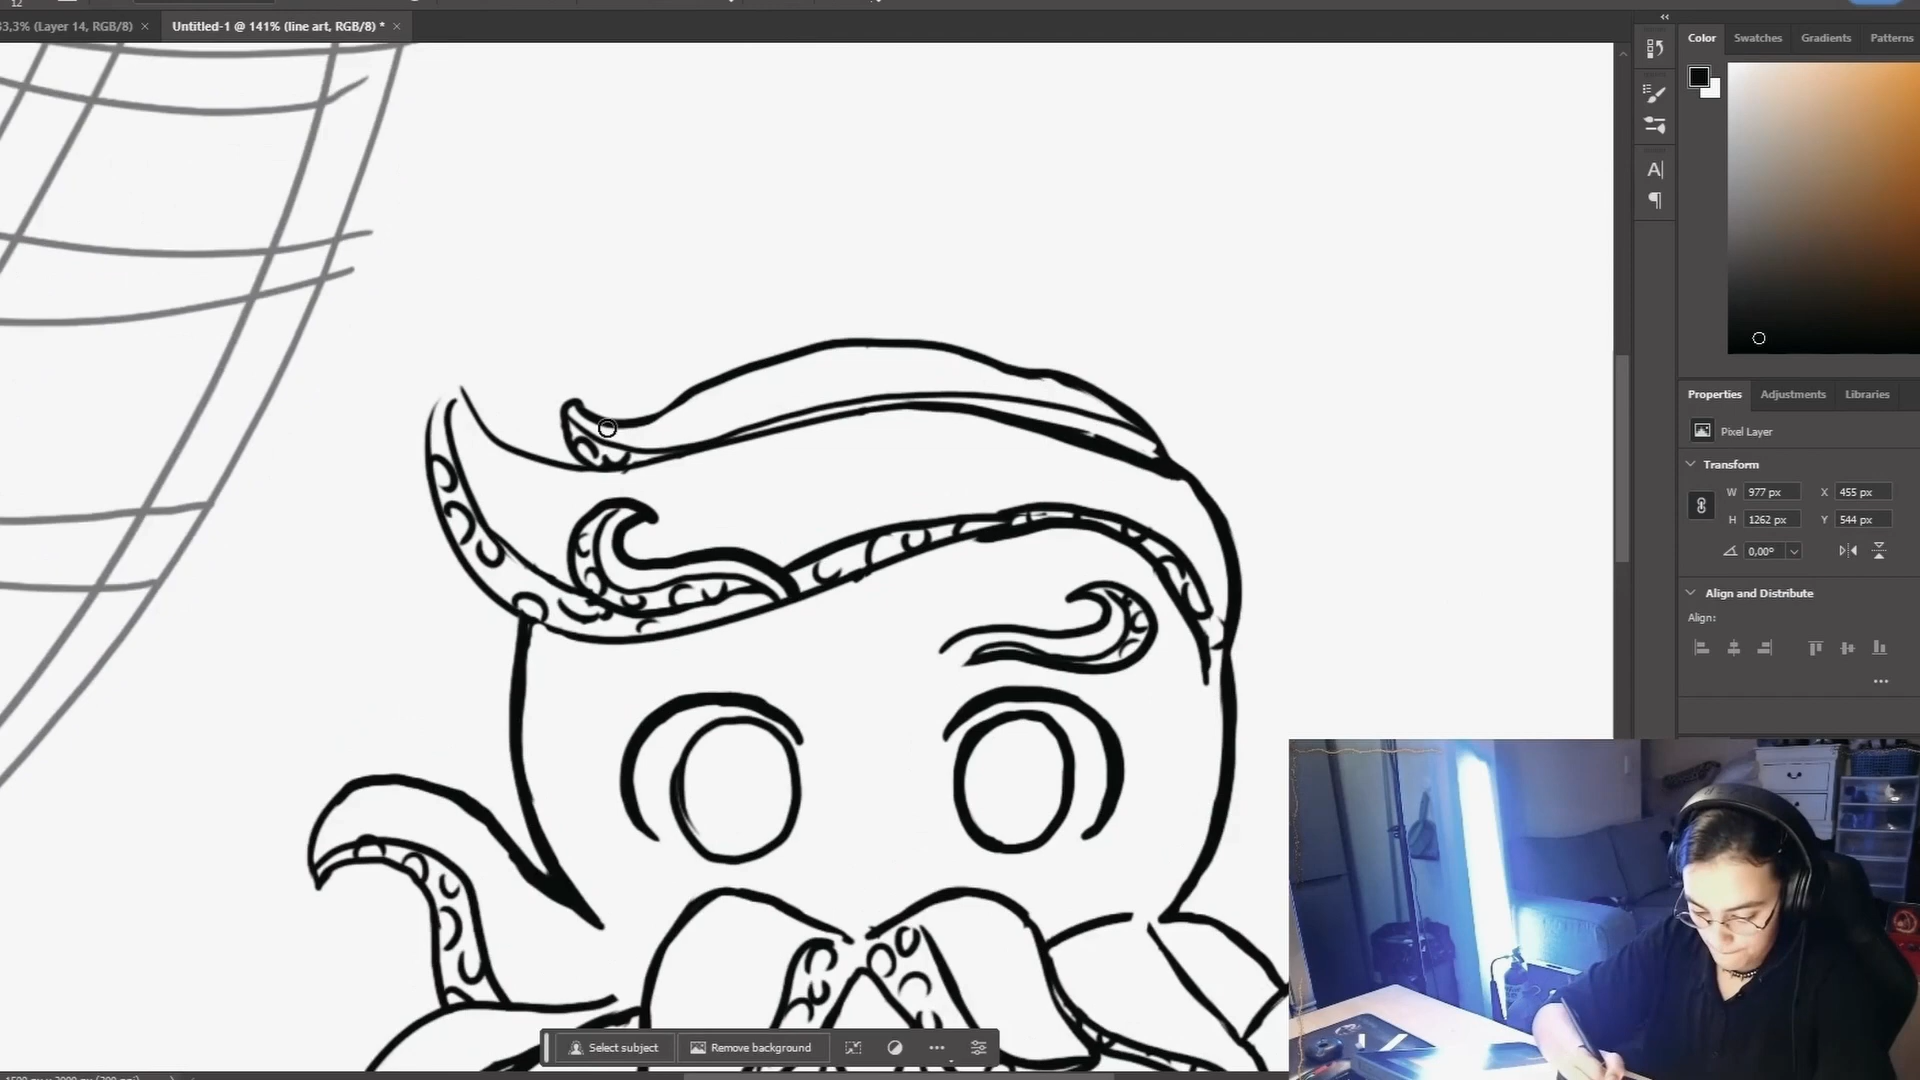 12
33,3% (Layer 14, RGB/8) ×
Untitled-1 @ 141% (line art, RGB/8) * ×
Color Swatches Gradients Patterns
Properties Adjustments Libraries
Pixel Layer
Transform
W 977 px X 455 px
H 1262 px Y 544 px
0,00°
Align and Distribute
Align:
Select subject Remove background